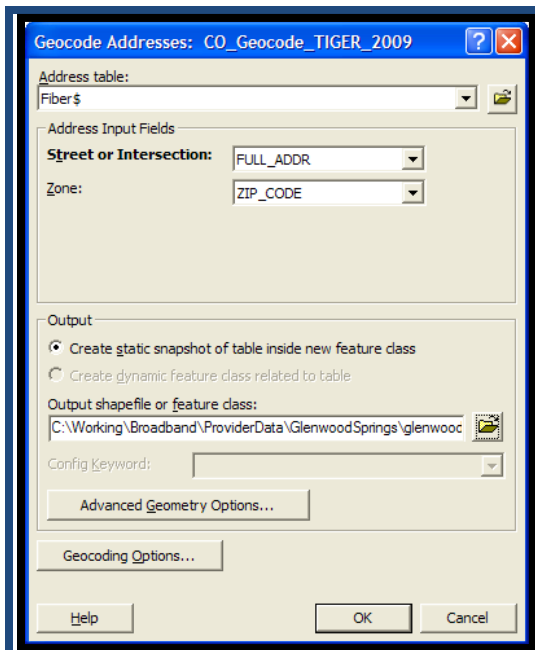 Geocode Addresses: CO_Geocode_TIGER_2009
Address table:
Fiber$
Address Input Fields
Street or Intersection: FULL_ADDR
Zone: ZIP_CODE
Output
Create static snapshot of table inside new feature class
Create dynamic feature class related to table
Output shapefile or feature class:
C:\Working\Broadband\ProviderData\GlenwoodSprings\glenwood
Config Keyword:
Advanced Geometry Options...
Geocoding Options...
Help OK Cancel